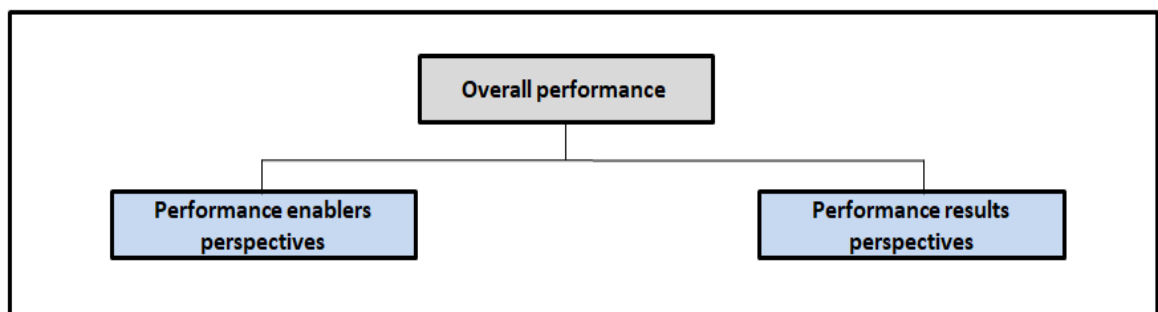 Overall performance
Performance enablers
perspectives
Performance results
perspectives